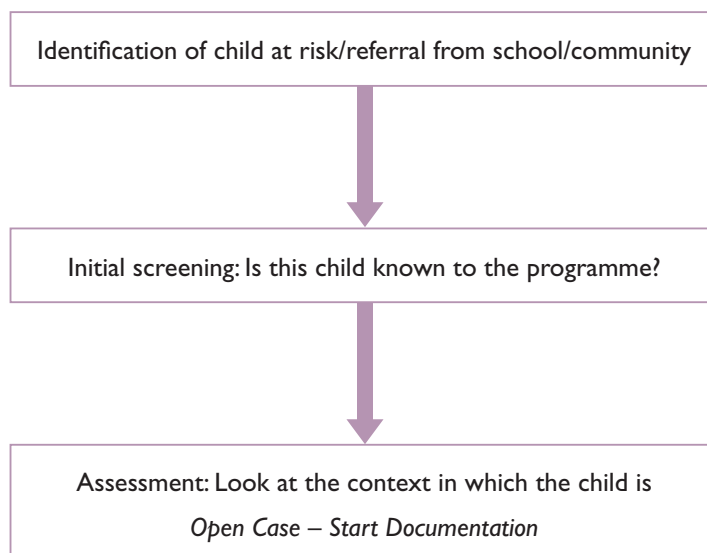 Identification of child at risk/referral from school/community
Initial screening: Is this child known to the programme?
Assessment: Look at the context in which the child is
Open Case – Start Documentation